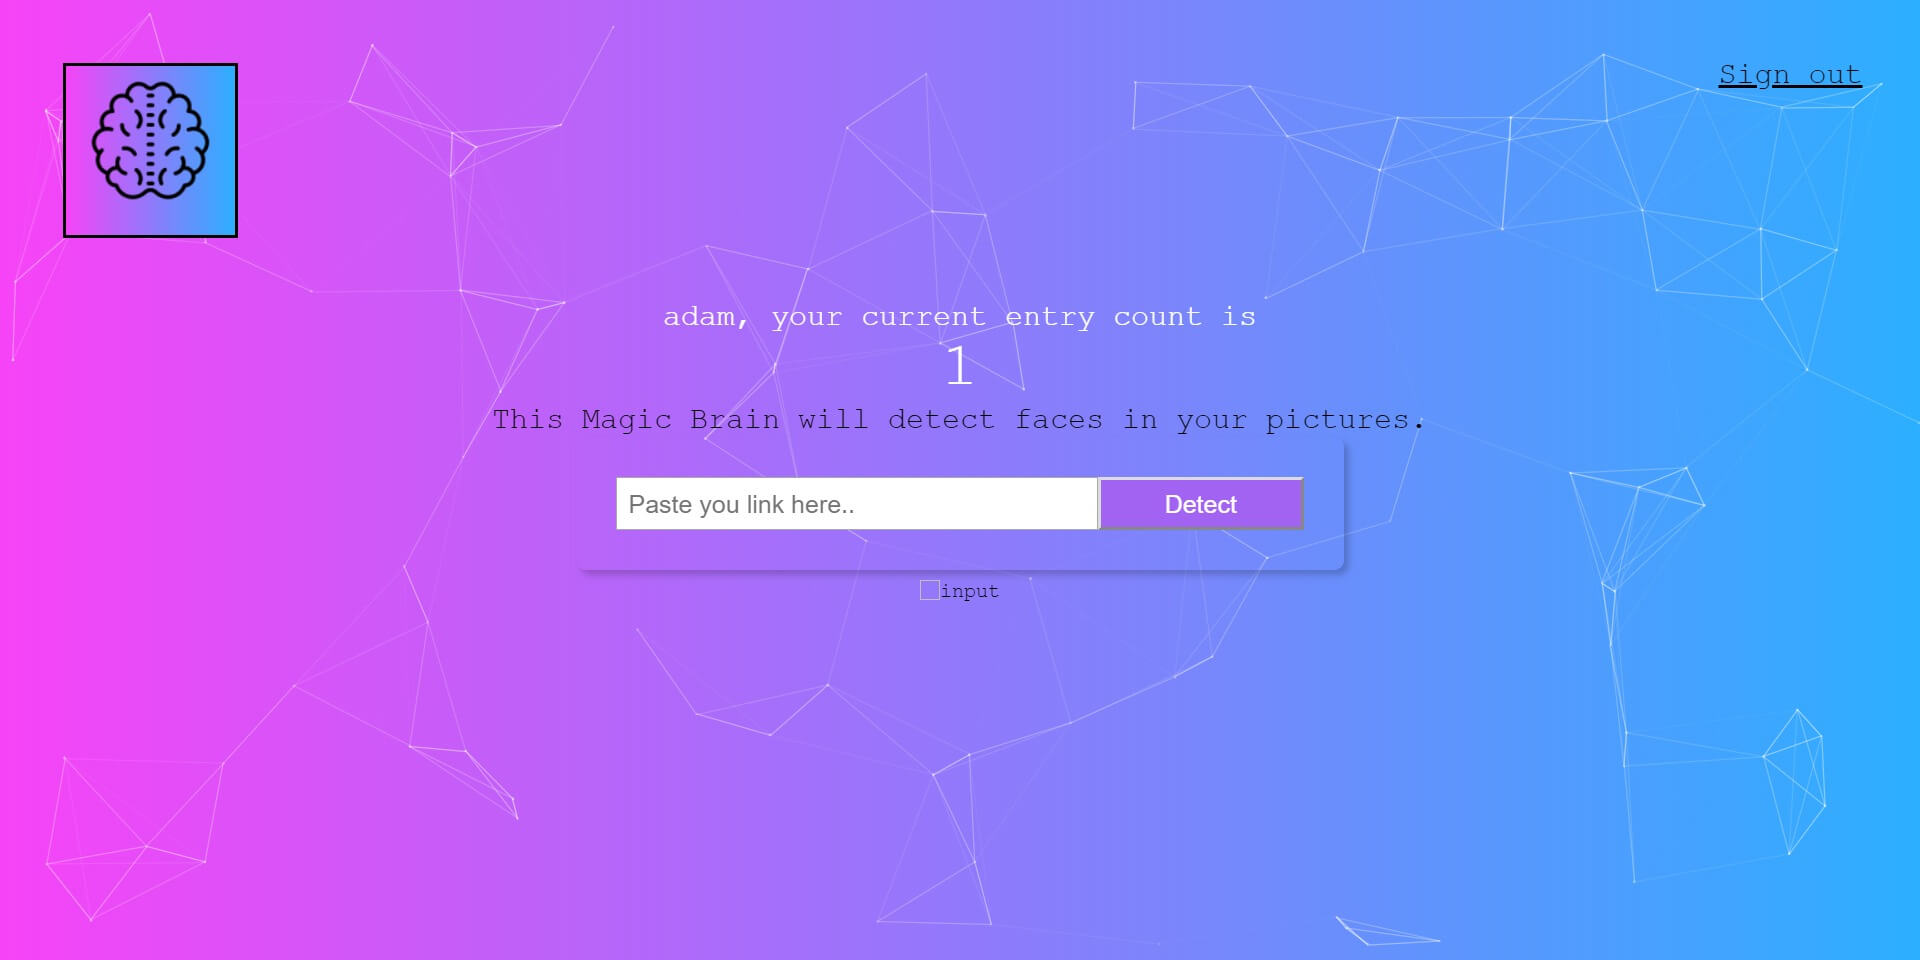 Sign out
adam, your current entry count is
1
This Magic Brain will detect faces in your pictures.
Paste you link here.. Detect
input